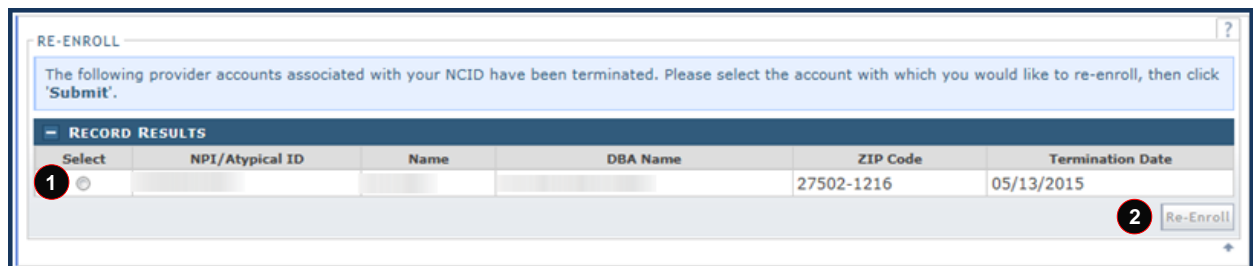 ?
RE-ENROLL
The following provider accounts associated with your NCID have been terminated. Please select the account with which you would like to re-enroll, then click
'Submit'.
RECORD RESULTS
Select NPI/Atypical ID Name DBA Name ZIP Code Termination Date
1 27502-1216 05/13/2015
2 Re-Enroll